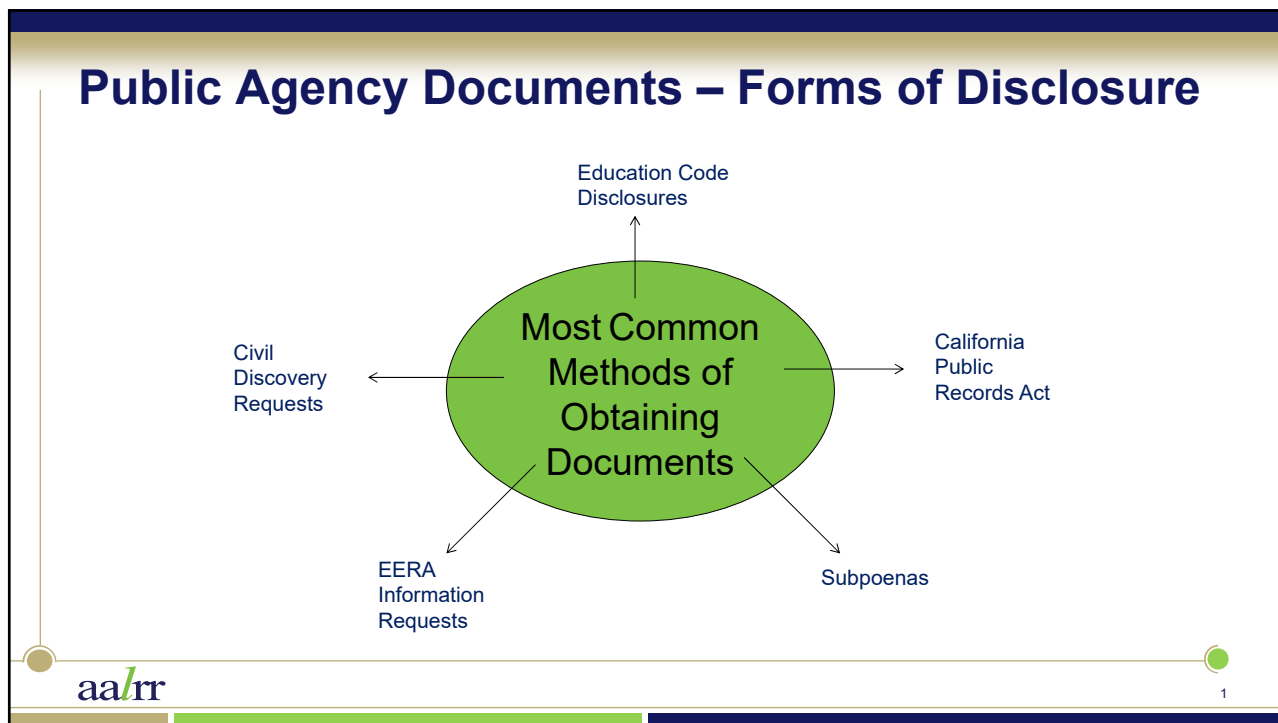 Public Agency Documents – Forms of Disclosure
Education Code
Disclosures
Most Common
Methods of
Obtaining
Documents
Civil
Discovery
Requests
California
Public
Records Act
EERA
Information
Requests
Subpoenas
aalrr
1